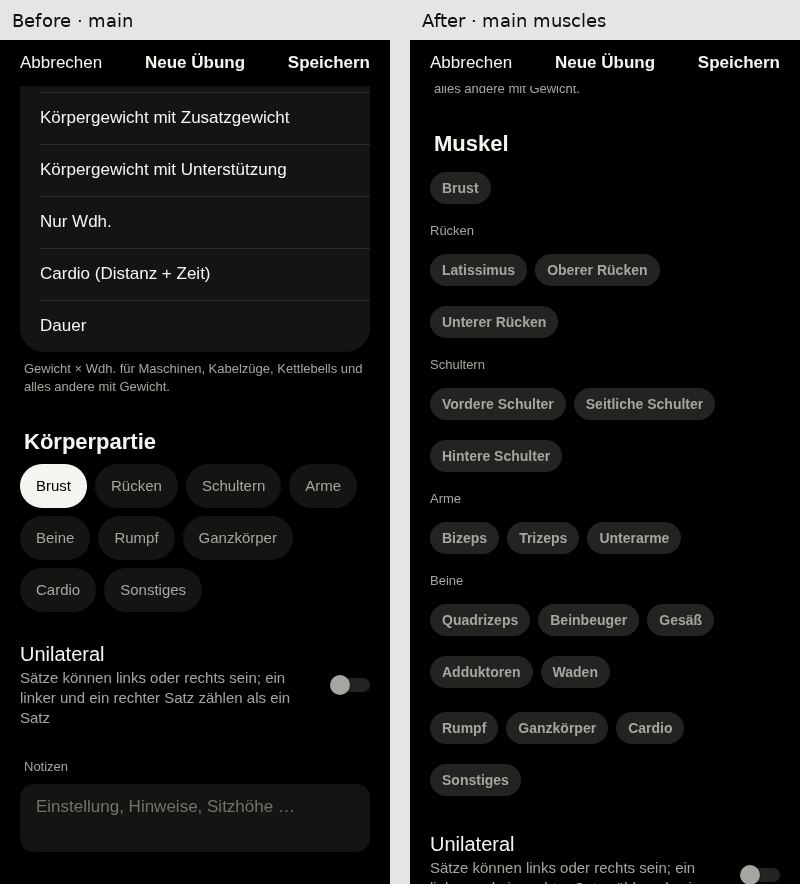 Before · main
Abbrechen Neue Übung Speichern
Körpergewicht mit Zusatzgewicht
Körpergewicht mit Unterstützung
Nur Wdh.
Cardio (Distanz + Zeit)
Dauer
Gewicht × Wdh. für Maschinen, Kabelzüge, Kettlebells und
alles andere mit Gewicht.
Körperpartie
Brust Rücken Schultern Arme
Beine Rumpf Ganzkörper
Cardio Sonstiges
Unilateral
Sätze können links oder rechts sein; ein
linker und ein rechter Satz zählen als ein
Satz
Notizen
Einstellung, Hinweise, Sitzhöhe …
After · main muscles
Abbrechen Neue Übung Speichern
alles andere mit Gewicht.
Muskel
Brust
Rücken
Latissimus Oberer Rücken
Unterer Rücken
Schultern
Vordere Schulter Seitliche Schulter
Hintere Schulter
Arme
Bizeps Trizeps Unterarme
Beine
Quadrizeps Beinbeuger Gesäß
Adduktoren Waden
Rumpf Ganzkörper Cardio
Sonstiges
Unilateral
Sätze können links oder rechts sein; ein